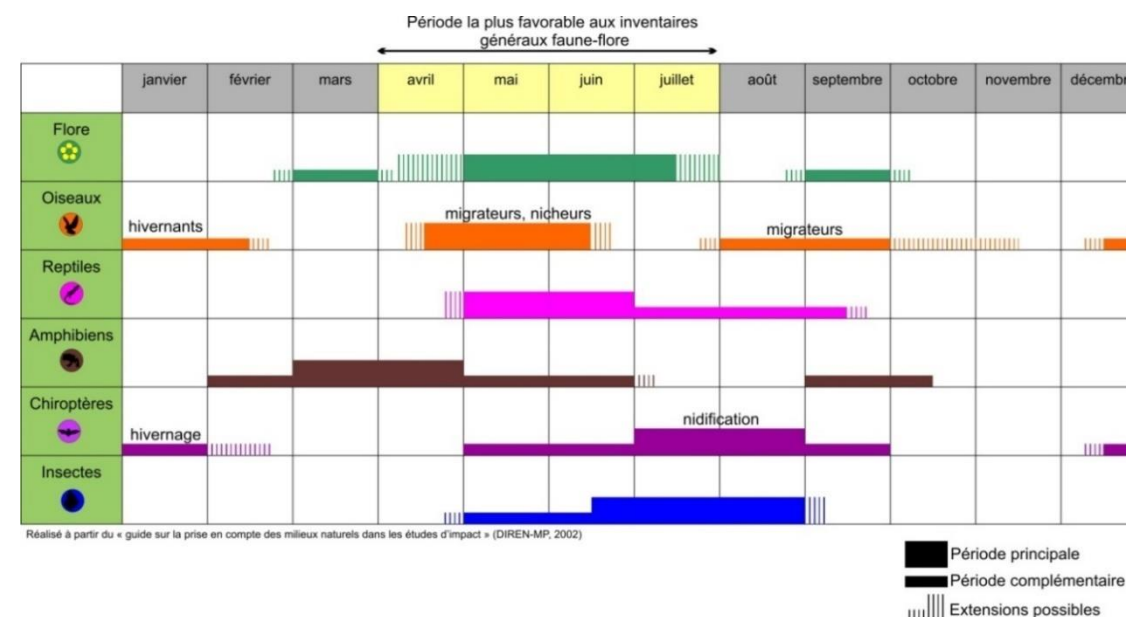 Période la plus favorable aux inventaires
généraux faune-flore
janvier février mars avril mai juin juillet août septembre octobre novembre décembr
Flore
Oiseaux
hivernants
migrateurs, nicheurs
migrateurs
Reptiles
Amphibiens
Chiroptères
hivernage
nidification
Insectes
Réalisé à partir du « guide sur la prise en compte des milieux naturels dans les études d'impact » (DIREN-MP, 2002)
Période principale
Période complémentaire
Extensions possibles